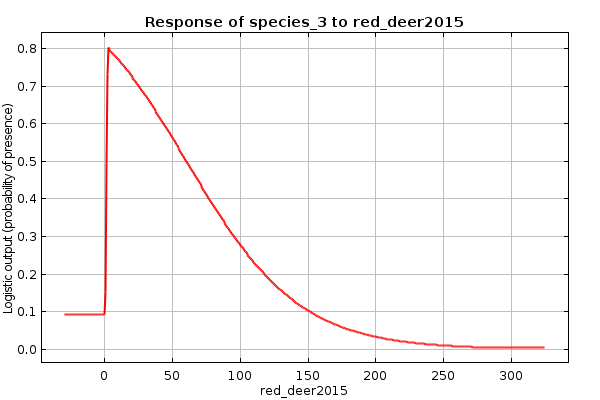 Response of species_3 to red_deer2015
Logistic output (probability of presence)
0.8
0.7
0.6
0.5
0.4
0.3
0.2
0.1
0.0
0 50 100 150 200 250 300
red_deer2015